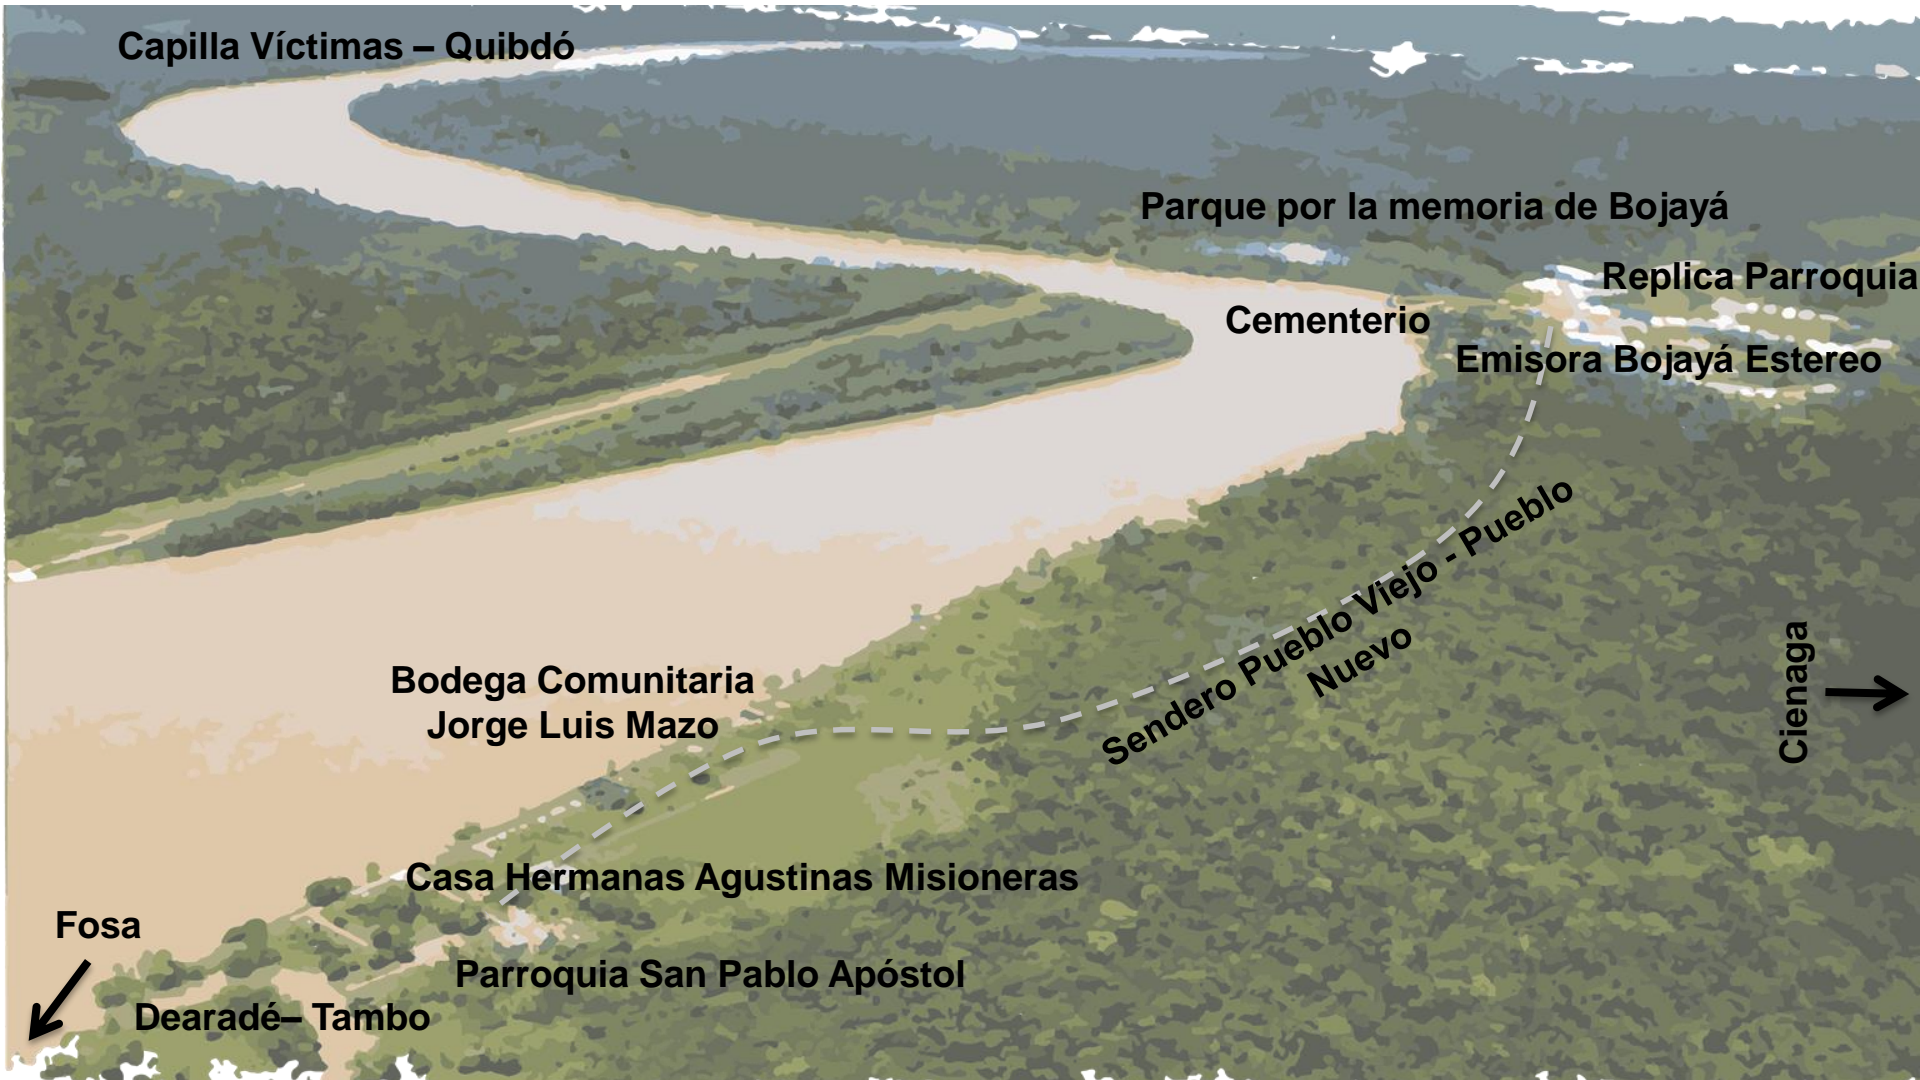 Capilla Víctimas – Quibdó
Parque por la memoria de Bojayá
Replica Parroquia
Cementerio
Emisora Bojayá Estereo
Sendero Pueblo Viejo - Pueblo
Nuevo
Cienaga
Bodega Comunitaria
Jorge Luis Mazo
Casa Hermanas Agustinas Misioneras
Fosa
Parroquia San Pablo Apóstol
Dearadé– Tambo